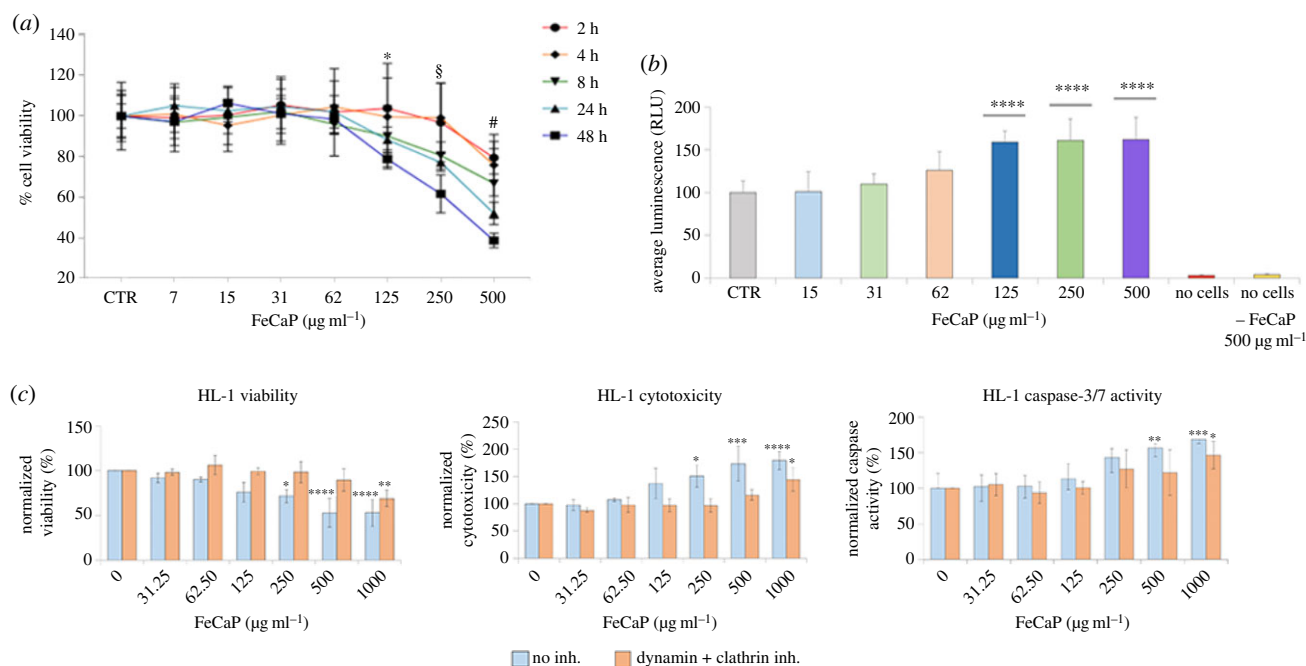 (a)
140
120
100
80
60
40
20
% cell viability
* § #
CTR 7 15 31 62 125 250 500
FeCaP (µg ml⁻¹)
2 h
4 h
8 h
24 h
48 h
(b)
200
150
100
50
0
average luminescence (RLU)
**** **** ****
CTR 15 31 62 125 250 500 no cells no cells
– FeCaP
500 µg ml⁻¹
FeCaP (µg ml⁻¹)
(c)
HL-1 viability
150
100
50
0
normalized
viability (%)
* **** **** **
0 31.25 62.50 125 250 500 1000
FeCaP (µg ml⁻¹)
HL-1 cytotoxicity
250
200
150
100
50
0
normalized
cytotoxicity (%)
* *** **** *
0 31.25 62.50 125 250 500 1000
FeCaP (µg ml⁻¹)
HL-1 caspase-3/7 activity
200
150
100
50
0
normalized caspase
activity (%)
** *** *
0 31.25 62.50 125 250 500 1000
FeCaP (µg ml⁻¹)
no inh. dynamin + clathrin inh.